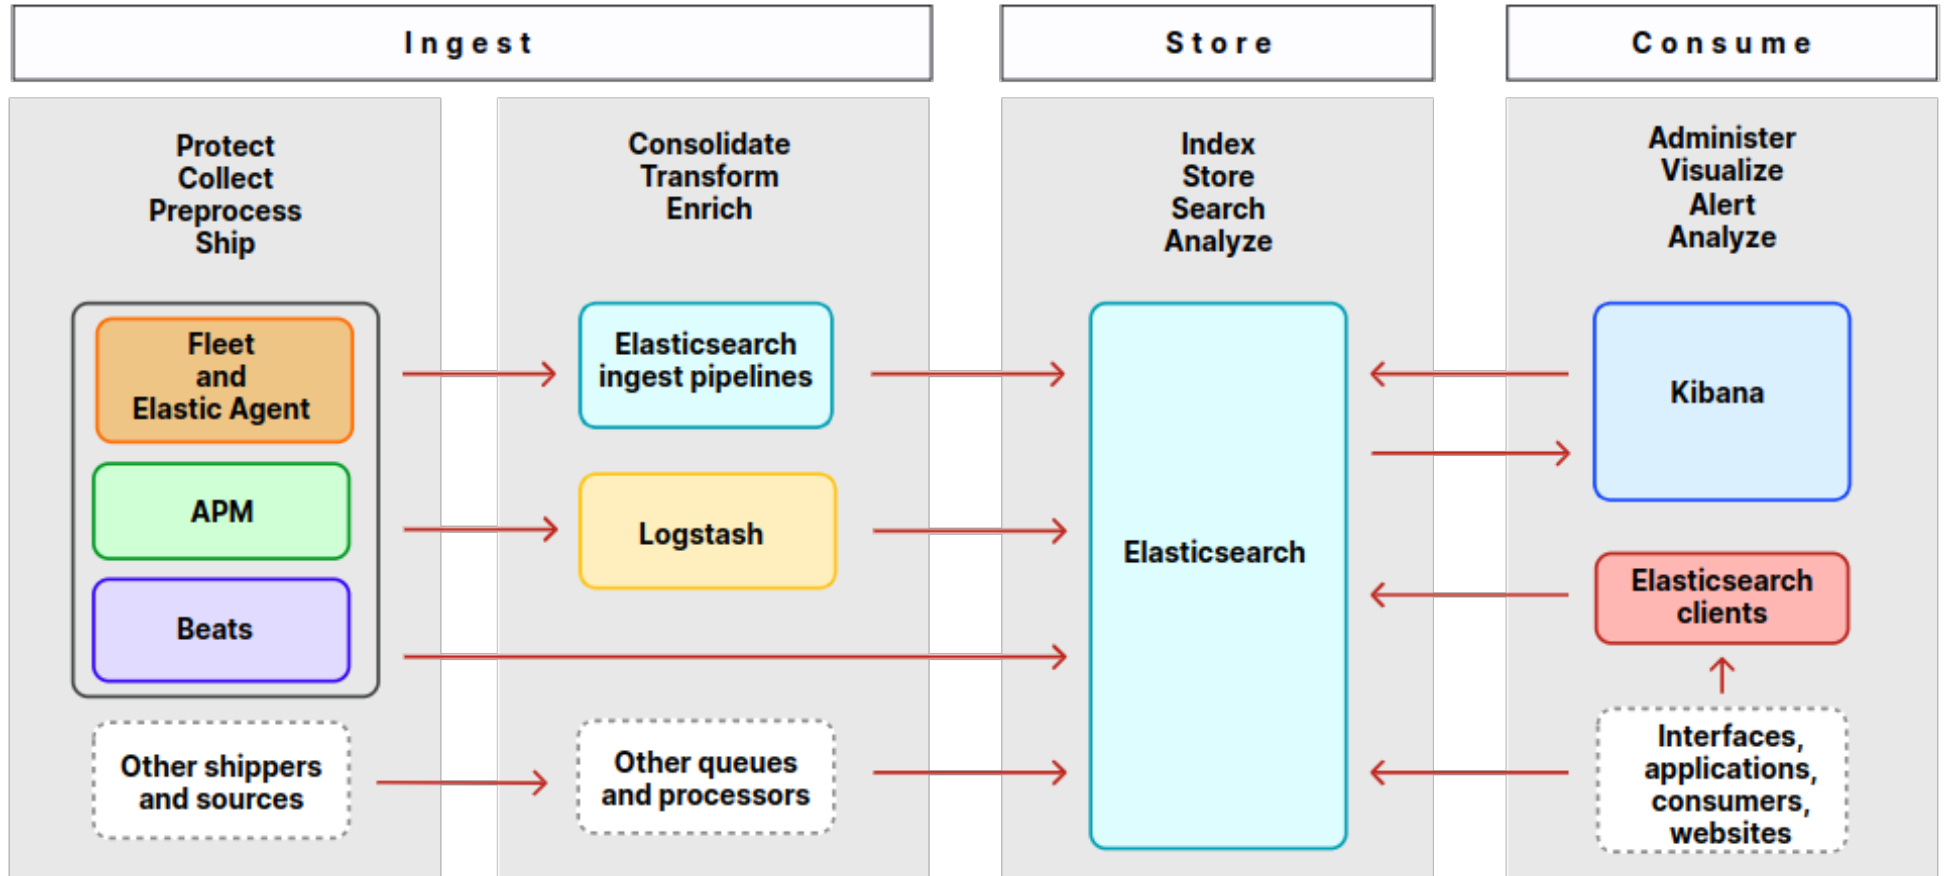 Ingest
Store
Consume
Protect
Collect
Preprocess
Ship
Consolidate
Transform
Enrich
Index
Store
Search
Analyze
Administer
Visualize
Alert
Analyze
Fleet
and
Elastic Agent
APM
Beats
Other shippers
and sources
Elasticsearch
ingest pipelines
Logstash
Other queues
and processors
Elasticsearch
Kibana
Elasticsearch
clients
Interfaces,
applications,
consumers,
websites